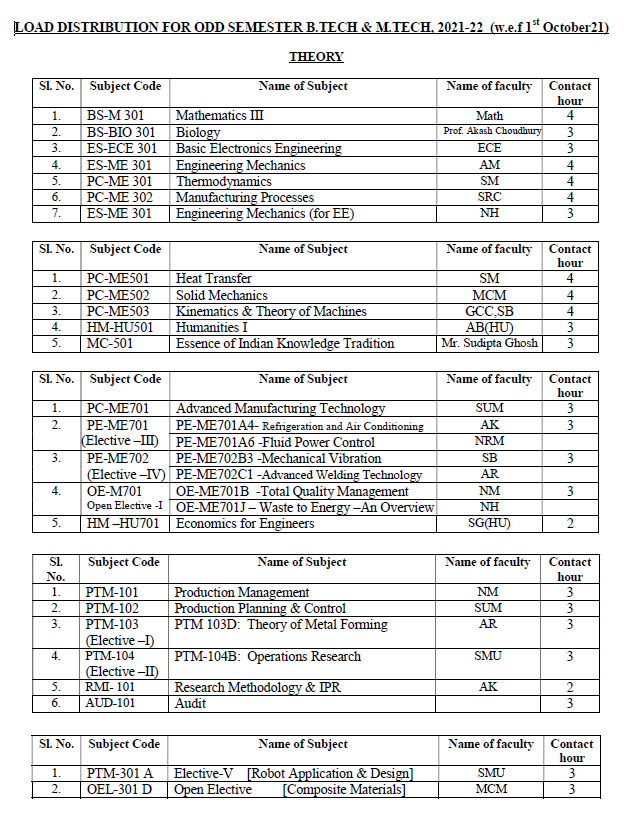 LOAD DISTRIBUTION FOR ODD SEMESTER B.TECH & M.TECH, 2021-22 (w.e.f 1st October21)
THEORY
Sl. No. Subject Code Name of Subject Name of faculty Contact hour
1. BS-M 301 Mathematics III Math 4
2. BS-BIO 301 Biology Prof. Akash Choudhury 3
3. ES-ECE 301 Basic Electronics Engineering ECE 3
4. ES-ME 301 Engineering Mechanics AM 4
5. PC-ME 301 Thermodynamics SM 4
6. PC-ME 302 Manufacturing Processes SRC 4
7. ES-ME 301 Engineering Mechanics (for EE) NH 3
Sl. No. Subject Code Name of Subject Name of faculty Contact hour
1. PC-ME501 Heat Transfer SM 4
2. PC-ME502 Solid Mechanics MCM 4
3. PC-ME503 Kinematics & Theory of Machines GCC,SB 4
4. HM-HU501 Humanities I AB(HU) 3
5. MC-501 Essence of Indian Knowledge Tradition Mr. Sudipta Ghosh 3
Sl. No. Subject Code Name of Subject Name of faculty Contact hour
1. PC-ME701 Advanced Manufacturing Technology SUM 3
2. PE-ME701 PE-ME701A4- Refrigeration and Air Conditioning AK 3
(Elective –III) PE-ME701A6 -Fluid Power Control NRM
3. PE-ME702 PE-ME702B3 -Mechanical Vibration SB 3
(Elective –IV) PE-ME702C1 -Advanced Welding Technology AR
4. OE-M701 OE-ME701B -Total Quality Management NM 3
Open Elective -I OE-ME701J – Waste to Energy –An Overview NH
5. HM –HU701 Economics for Engineers SG(HU) 2
Sl. No. Subject Code Name of Subject Name of faculty Contact hour
1. PTM-101 Production Management NM 3
2. PTM-102 Production Planning & Control SUM 3
3. PTM-103 PTM 103D: Theory of Metal Forming AR 3
(Elective –I)
4. PTM-104 PTM-104B: Operations Research SMU 3
(Elective –II)
5. RMI- 101 Research Methodology & IPR AK 2
6. AUD-101 Audit 3
Sl. No. Subject Code Name of Subject Name of faculty Contact hour
1. PTM-301 A Elective-V [Robot Application & Design] SMU 3
2. OEL-301 D Open Elective [Composite Materials] MCM 3